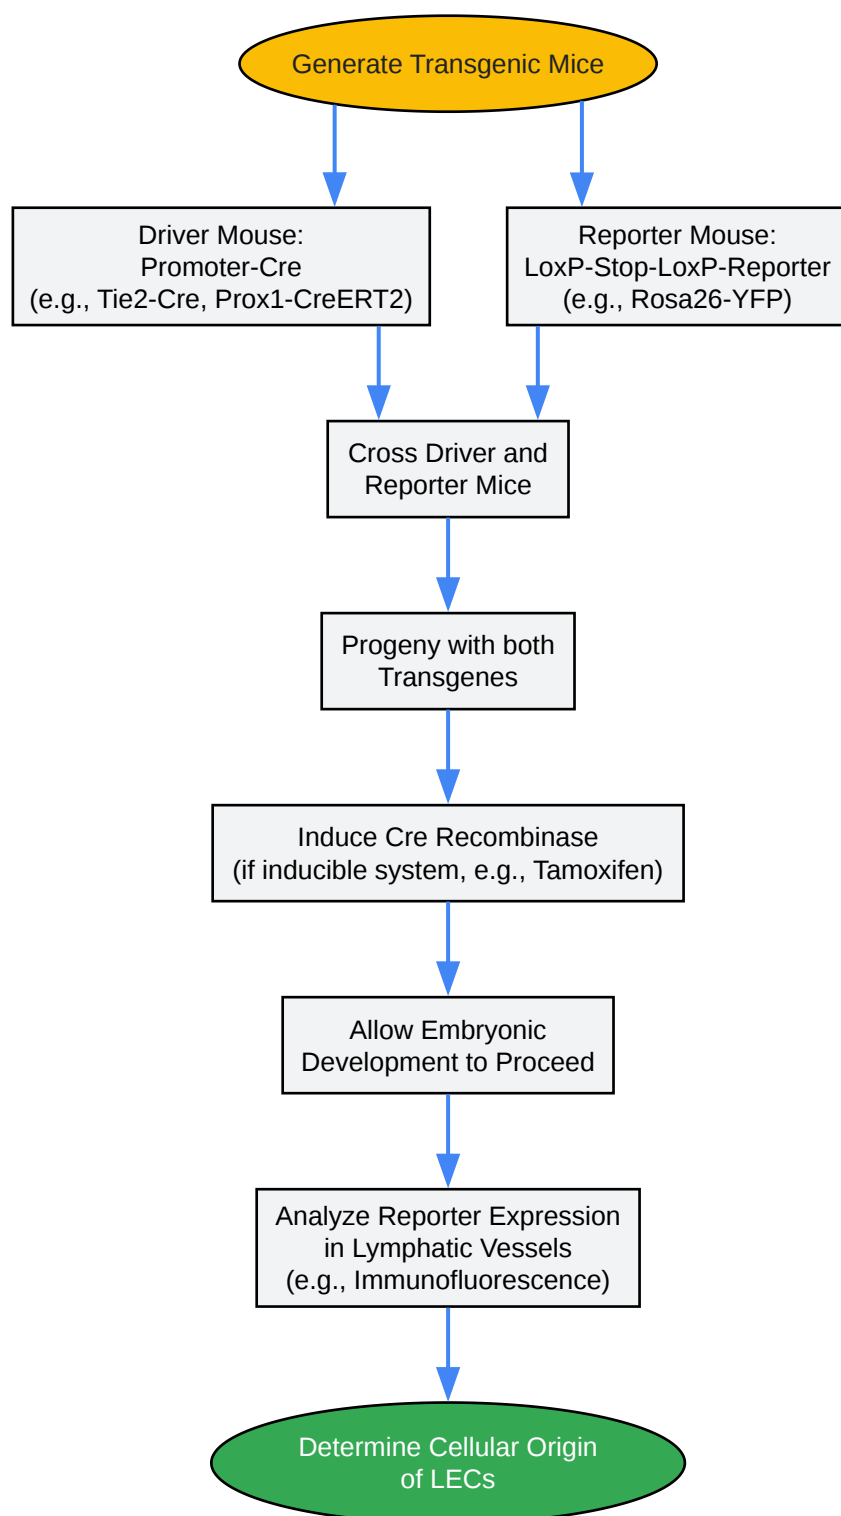 Generate Transgenic Mice
Driver Mouse:
Promoter-Cre
(e.g., Tie2-Cre, Prox1-CreERT2)
Reporter Mouse:
LoxP-Stop-LoxP-Reporter
(e.g., Rosa26-YFP)
Cross Driver and
Reporter Mice
Progeny with both
Transgenes
Induce Cre Recombinase
(if inducible system, e.g., Tamoxifen)
Allow Embryonic
Development to Proceed
Analyze Reporter Expression
in Lymphatic Vessels
(e.g., Immunofluorescence)
Determine Cellular Origin
of LECs